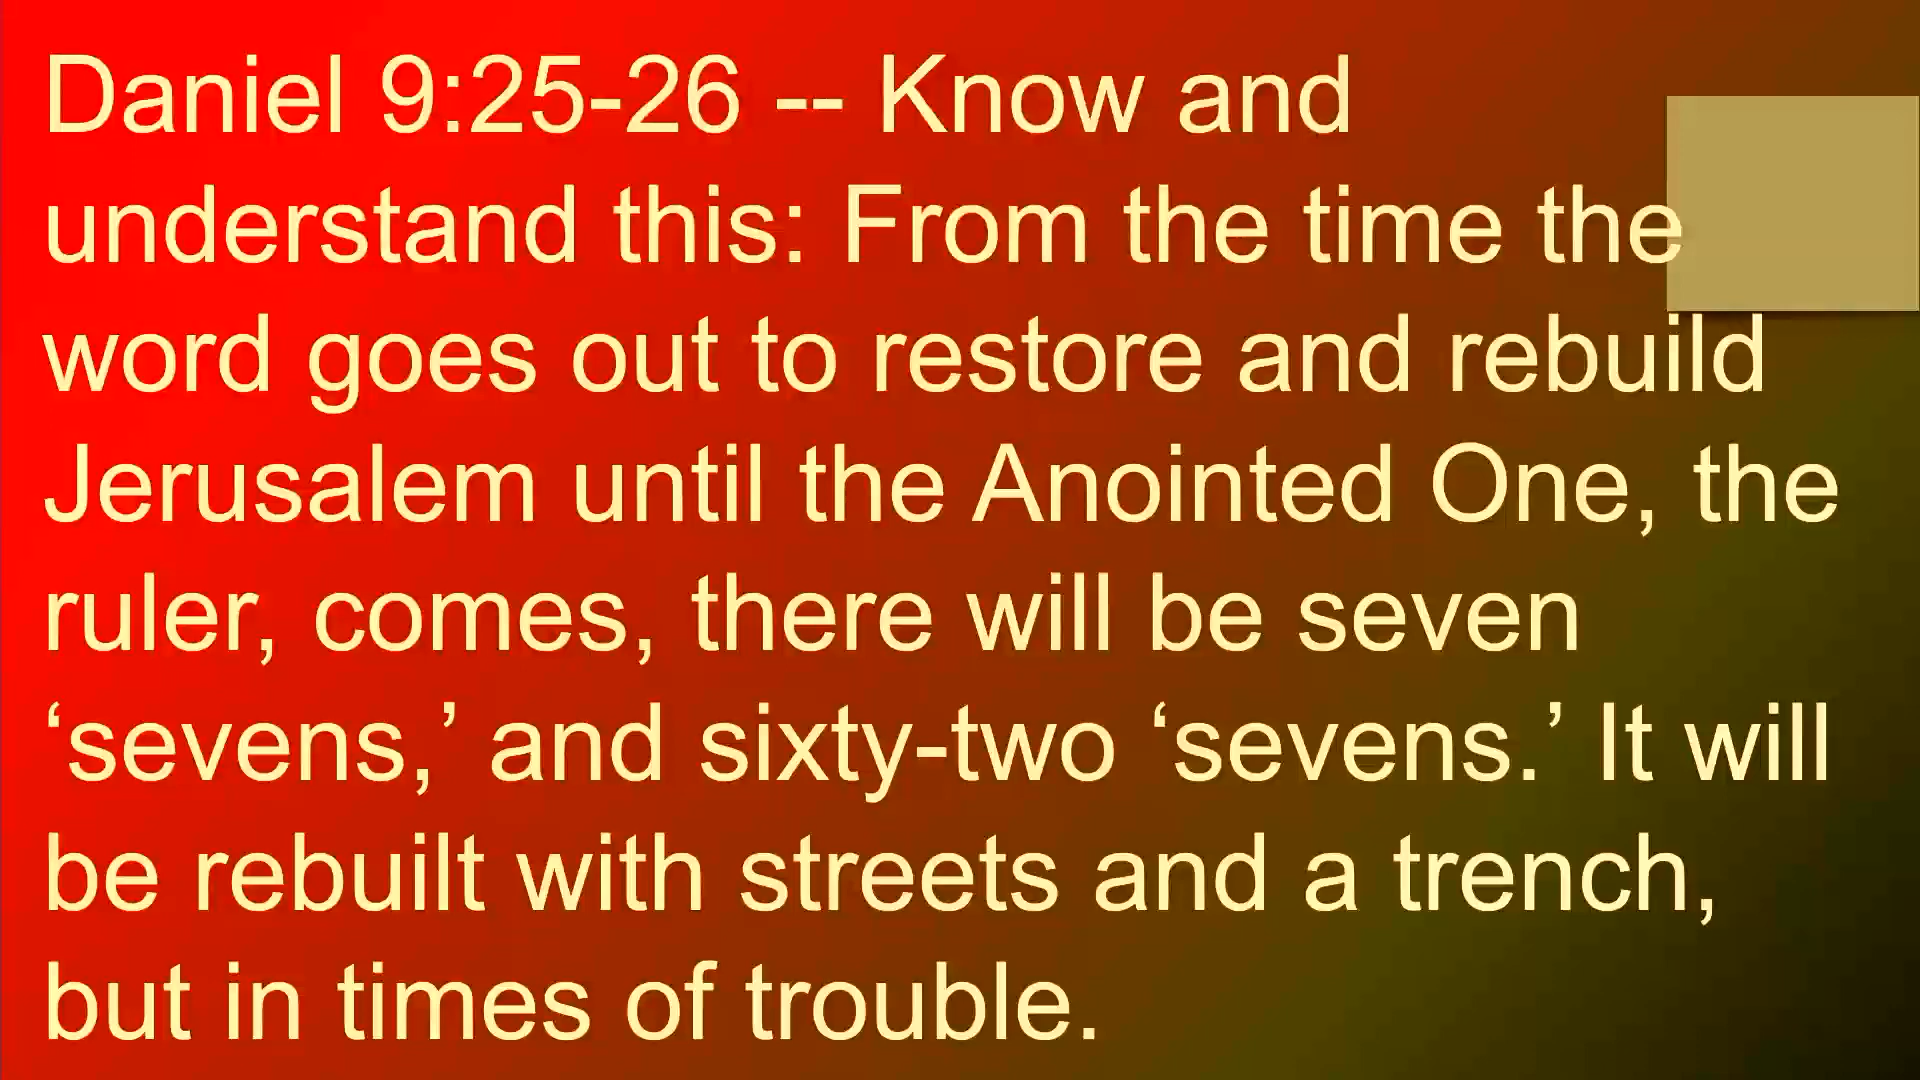 Daniel 9:25-26 -- Know and
understand this: From the time the
word goes out to restore and rebuild
Jerusalem until the Anointed One, the
ruler, comes, there will be seven
‘sevens,’ and sixty-two ‘sevens.’ It will
be rebuilt with streets and a trench,
but in times of trouble.